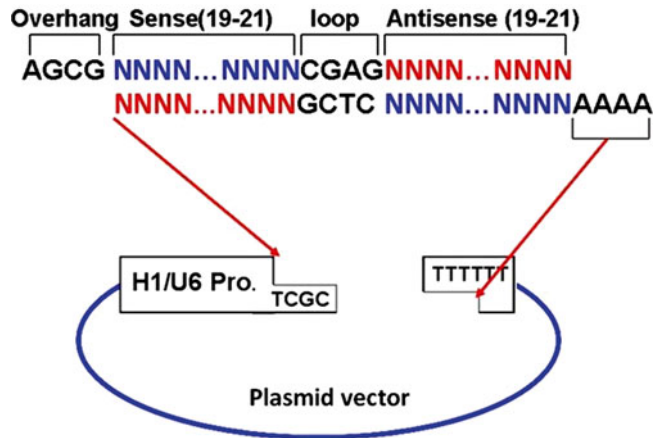 Overhang Sense(19-21) loop Antisense (19-21)
AGCG NNNN...NNNNCGAGNNNN...NNNN
NNNN...NNNNGCTC NNNN...NNNNAAAA
H1/U6 Pro. TCGC TTTTTT
Plasmid vector